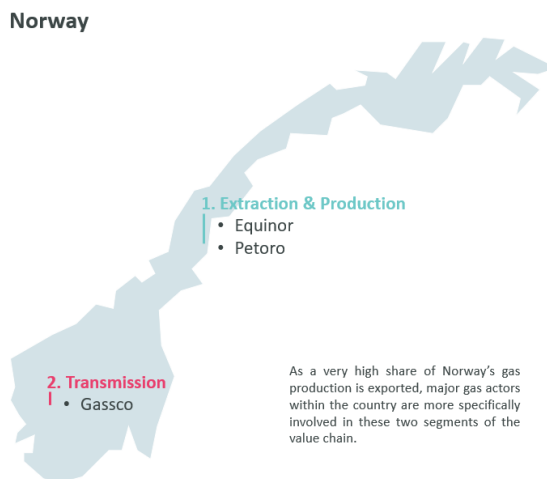 Norway
1. Extraction & Production
• Equinor
• Petoro
2. Transmission
• Gassco
As a very high share of Norway's gas
production is exported, major gas actors
within the country are more specifically
involved in these two segments of the
value chain.